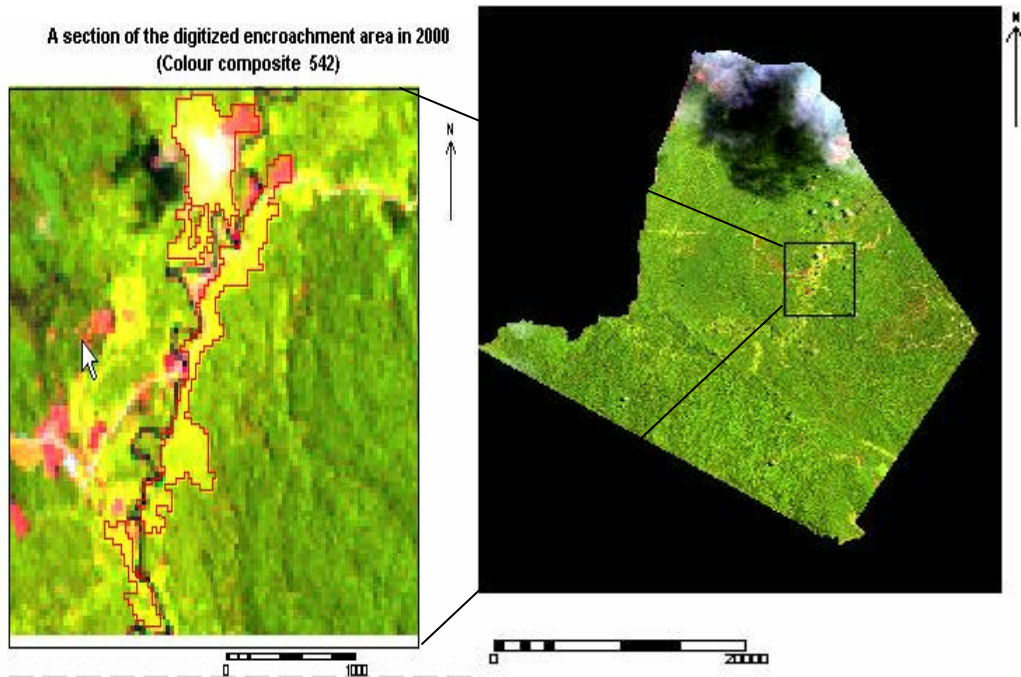 A section of the digitized encroachment area in 2000
(Colour composite 542)
N
N
0 1000
0 20000